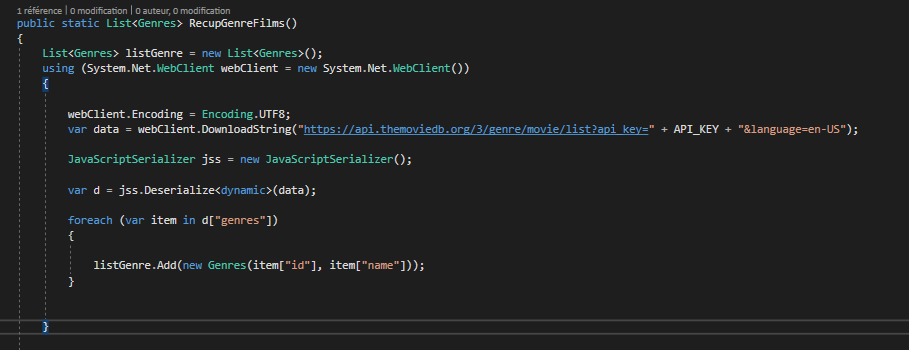 1 référence | 0 modification | 0 auteur, 0 modification
public static List<Genres> RecupGenreFilms()
{
List<Genres> listGenre = new List<Genres>();
using (System.Net.WebClient webClient = new System.Net.WebClient())
{
webClient.Encoding = Encoding.UTF8;
var data = webClient.DownloadString("https://api.themoviedb.org/3/genre/movie/list?api_key=" + API_KEY + "&language=en-US");
JavaScriptSerializer jss = new JavaScriptSerializer();
var d = jss.Deserialize<dynamic>(data);
foreach (var item in d["genres"])
{
listGenre.Add(new Genres(item["id"], item["name"]));
}
}